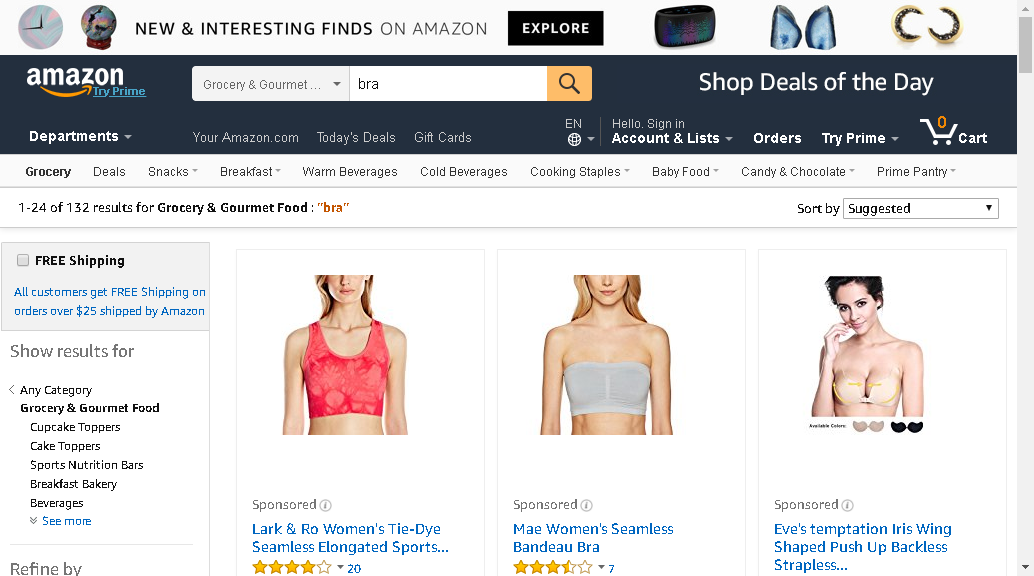 NEW & INTERESTING FINDS ON AMAZON
EXPLORE
amazon
Try Prime
Grocery & Gourmet ...
bra
Shop Deals of the Day
Departments
Your Amazon.com
Today's Deals
Gift Cards
EN
Hello. Sign in
Account & Lists
Orders
Try Prime
0
Cart
Grocery
Deals
Snacks
Breakfast
Warm Beverages
Cold Beverages
Cooking Staples
Baby Food
Candy & Chocolate
Prime Pantry
1-24 of 132 results for Grocery & Gourmet Food : "bra"
Sort by
Suggested
FREE Shipping
All customers get FREE Shipping on
orders over $25 shipped by Amazon
Show results for
Any Category
Grocery & Gourmet Food
Cupcake Toppers
Cake Toppers
Sports Nutrition Bars
Breakfast Bakery
Beverages
See more
Refine by
Sponsored
Lark & Ro Women's Tie-Dye
Seamless Elongated Sports...
20
Sponsored
Mae Women's Seamless
Bandeau Bra
7
Available Colors:
Sponsored
Eve's temptation Iris Wing
Shaped Push Up Backless
Strapless...